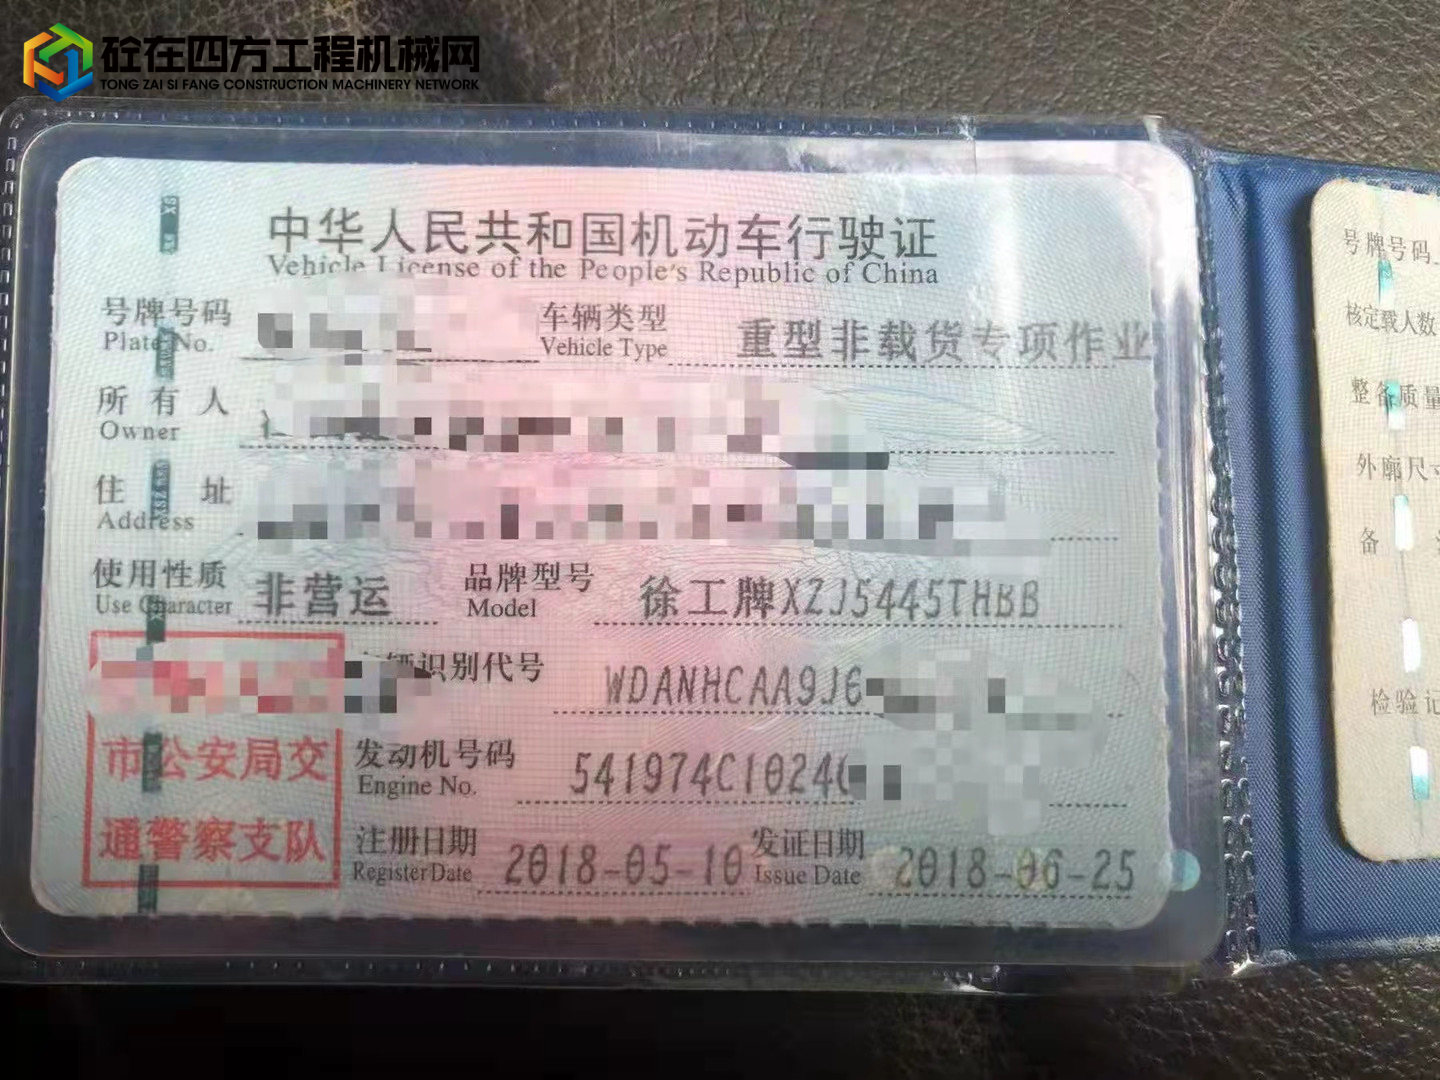 砼在四方工程机械网
TONG ZAI SI FANG CONSTRUCTION MACHINERY NETWORK
中华人民共和国机动车行驶证
Vehicle License of the People's Republic of China
号牌号码 车辆类型 重型非载货专项作业
Plate No. Vehicle Type
所有人
Owner
住址
Address
使用性质 非营运 品牌型号 徐工牌XZJ5445THBB
Use Character Model
辆识别代号 WDANHCAA9J6
市公安局交
通警察支队
发动机号码 541974C1024
Engine No.
注册日期 2018-05-10 发证日期 2018-06-25
Register Date Issue Date
号牌号码
核定载人数
整备质量
外廓尺寸
备
检验记